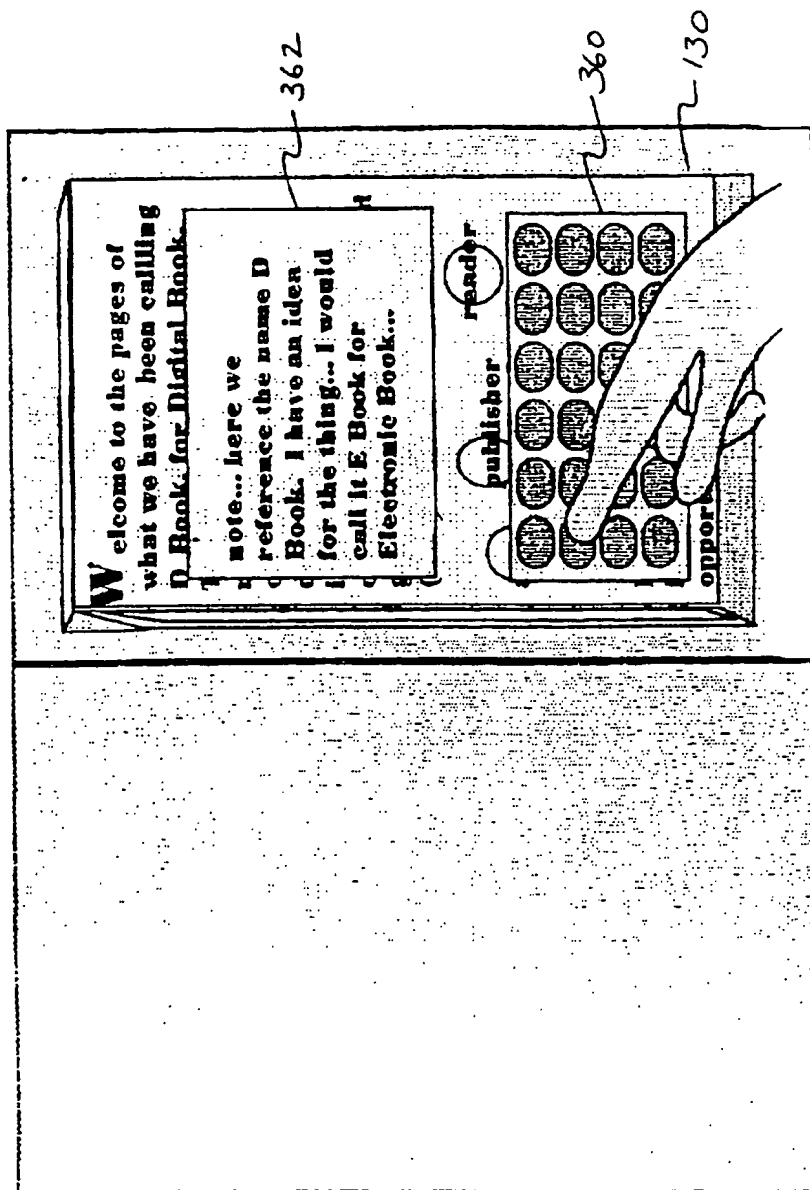 Welcome to the pages of
what we have been callling
D Book, for Digital Book.
note... here we
reference the name D
Book. I have an idea
for the thing... I would
call it E Book for
Electronic Book...
publisher
reader
opport
362
360
130